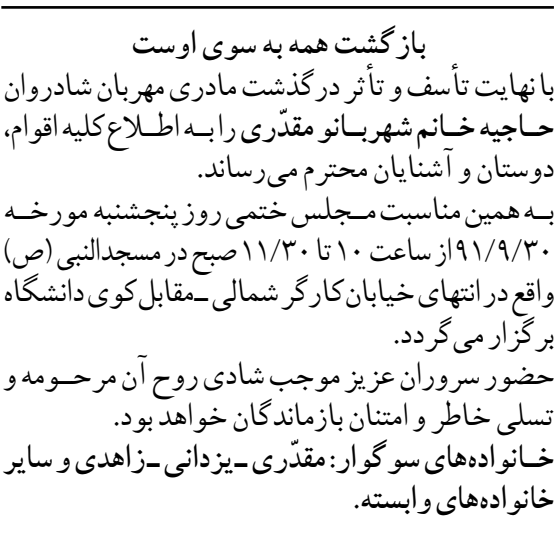 بازگشت همه به سوی اوست
با نهایت تأسف و تأثر درگذشت مادری مهربان شادروان
حاجیه خانم شهربانو مقدّری را به اطلاع کلیه اقوام،
دوستان و آشنایان محترم می‌رساند.
به همین مناسبت مجلس ختمی روز پنجشنبه مورخه
۹۱/۹/۳۰ از ساعت ۱۰ تا ۱۱/۳۰ صبح در مسجدالنبی (ص)
واقع در انتهای خیابان کارگر شمالی ـ مقابل کوی دانشگاه
برگزار می‌گردد.
حضور سروران عزیز موجب شادی روح آن مرحومه و
تسلی خاطر و امتنان بازماندگان خواهد بود.
خانواده‌های سوگوار: مقدّری ـ یزدانی ـ زاهدی و سایر
خانواده‌های وابسته.